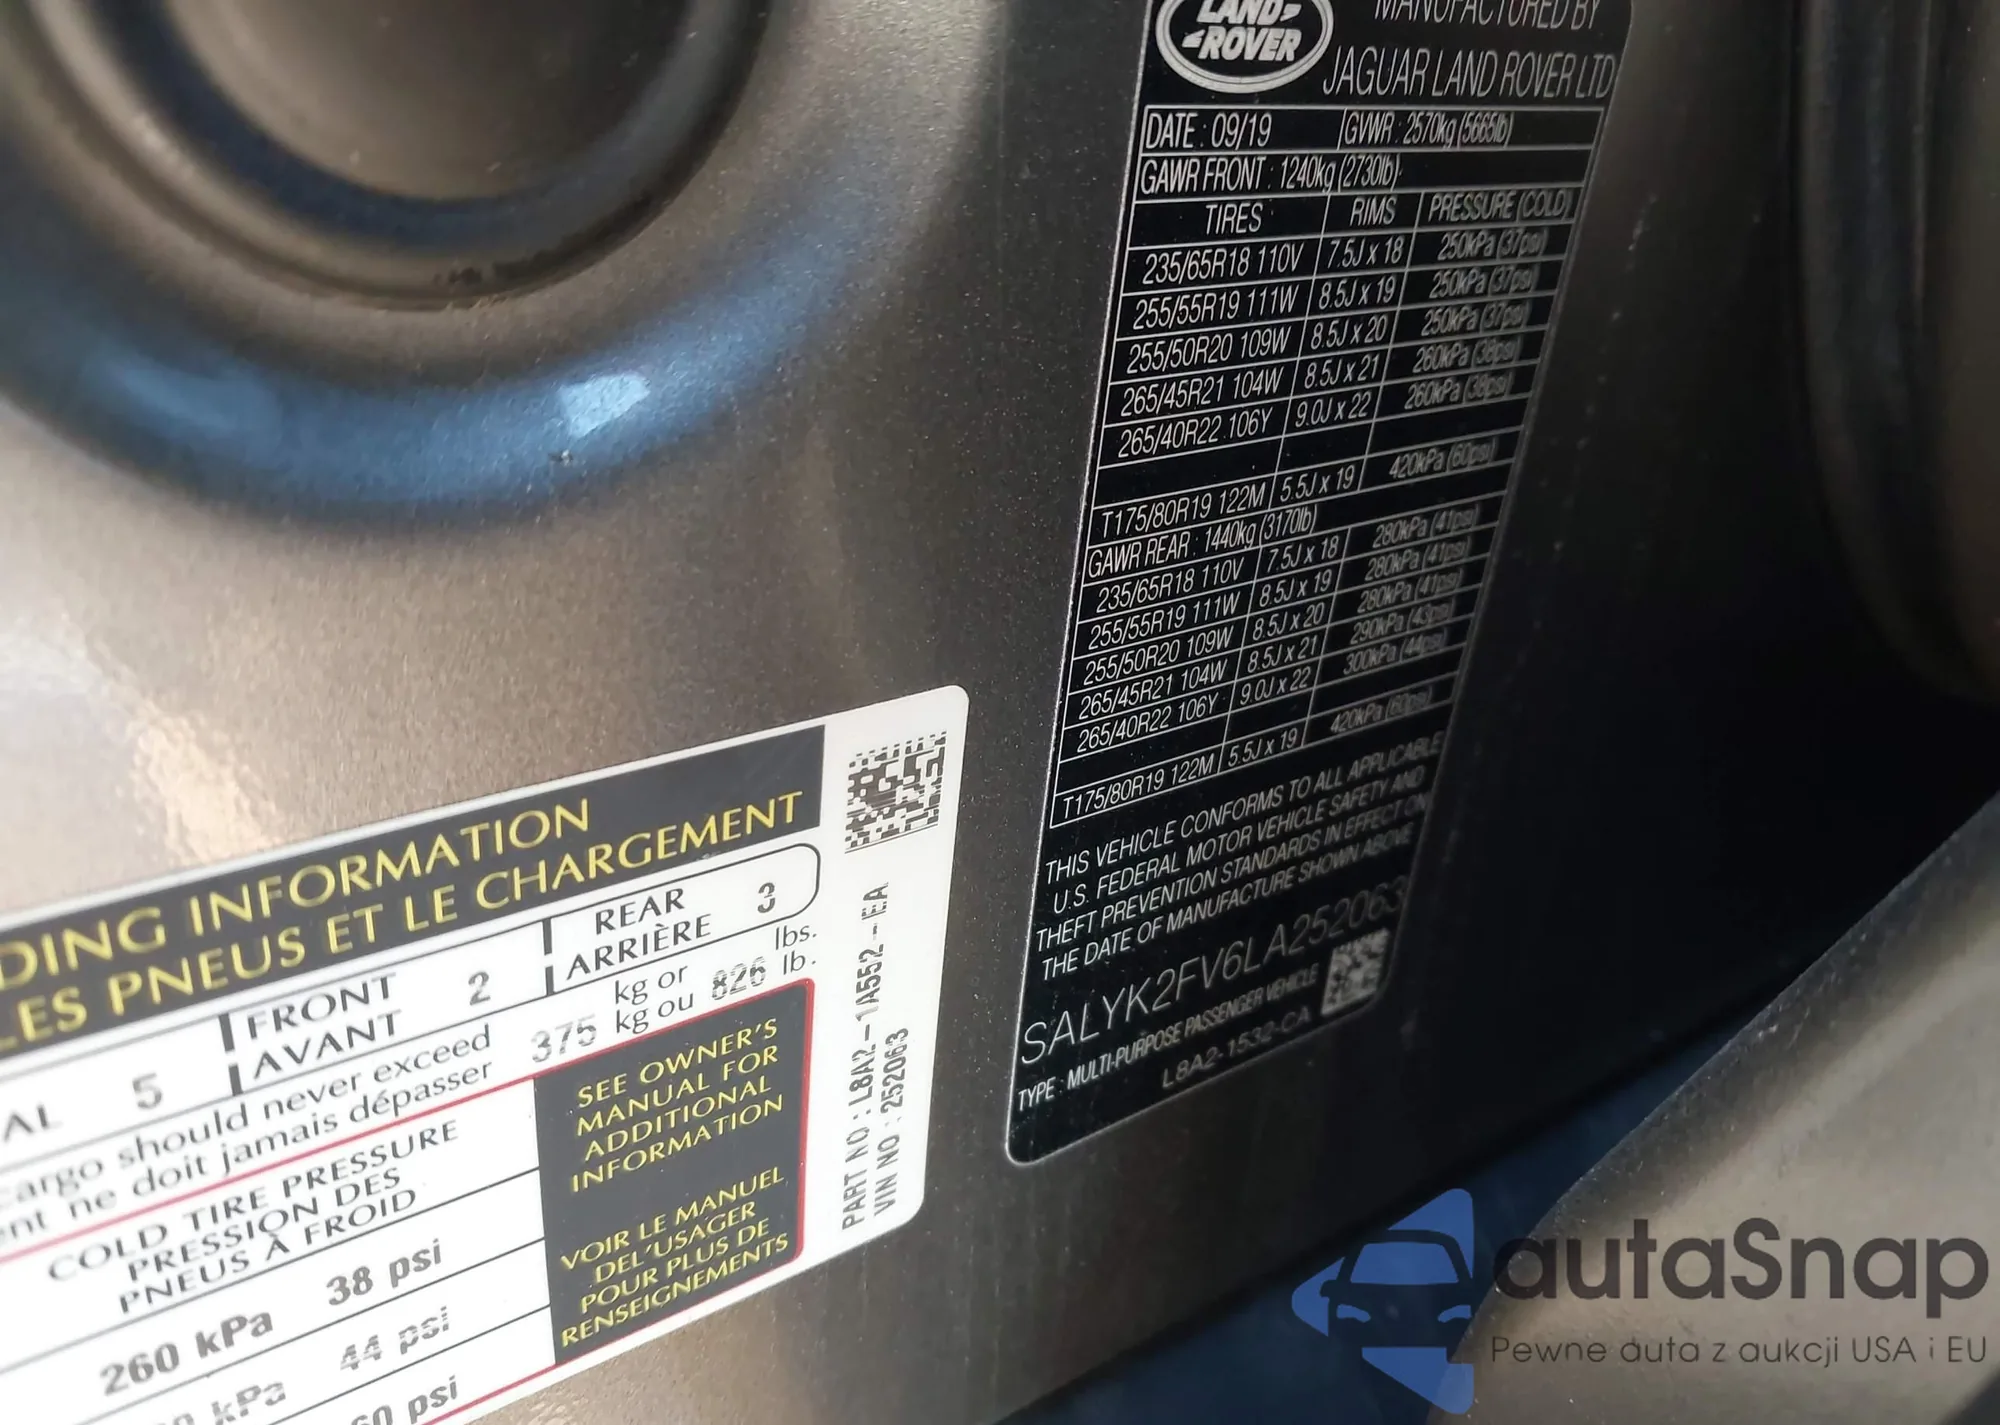 LAND-
-ROVER
MANUFACTURED BY
JAGUAR LAND ROVER LTD
DATE : 09/19 GVWR : 2570kg (5665lb)
GAWR FRONT : 1240kg (2730lb)
TIRES RIMS PRESSURE (COLD)
235/65R18 110V 7.5J x 18 250kPa (37psi)
255/55R19 111W 8.5J x 19 250kPa (37psi)
255/50R20 109W 8.5J x 20 250kPa (37psi)
265/45R21 104W 8.5J x 21 260kPa (38psi)
265/40R22 106Y 9.0J x 22 260kPa (38psi)
T175/80R19 122M 5.5J x 19 420kPa (60psi)
GAWR REAR : 1440kg (3170lb)
235/65R18 110V 7.5J x 18 280kPa (41psi)
255/55R19 111W 8.5J x 19 280kPa (41psi)
255/50R20 109W 8.5J x 20 280kPa (41psi)
265/45R21 104W 8.5J x 21 290kPa (43psi)
265/40R22 106Y 9.0J x 22 300kPa (44psi)
T175/80R19 122M 5.5J x 19 420kPa (60psi)
THIS VEHICLE CONFORMS TO ALL APPLICABLE
U.S. FEDERAL MOTOR VEHICLE SAFETY AND
THEFT PREVENTION STANDARDS IN EFFECT ON
THE DATE OF MANUFACTURE SHOWN ABOVE
SALYK2FV6LA252063
TYPE : MULTI-PURPOSE PASSENGER VEHICLE
L8A2-1532-CA
DING INFORMATION
LES PNEUS ET LE CHARGEMENT
AL 5 FRONT AVANT 2 REAR ARRIÈRE 3
cargo should never exceed 375 kg or 826 lbs.
ent ne doit jamais dépasser kg ou lb.
COLD TIRE PRESSURE
PRESSION DES
PNEUS À FROID
260 kPa 38 psi
kPa 44 psi
60 psi
SEE OWNER'S
MANUAL FOR
ADDITIONAL
INFORMATION
VOIR LE MANUEL
DEL'USAGER
POUR PLUS DE
RENSEIGNEMENTS
PART NO : L8A2-1A552-EA
VIN NO : 252063
autaSnap
Pewne auta z aukcji USA i EU